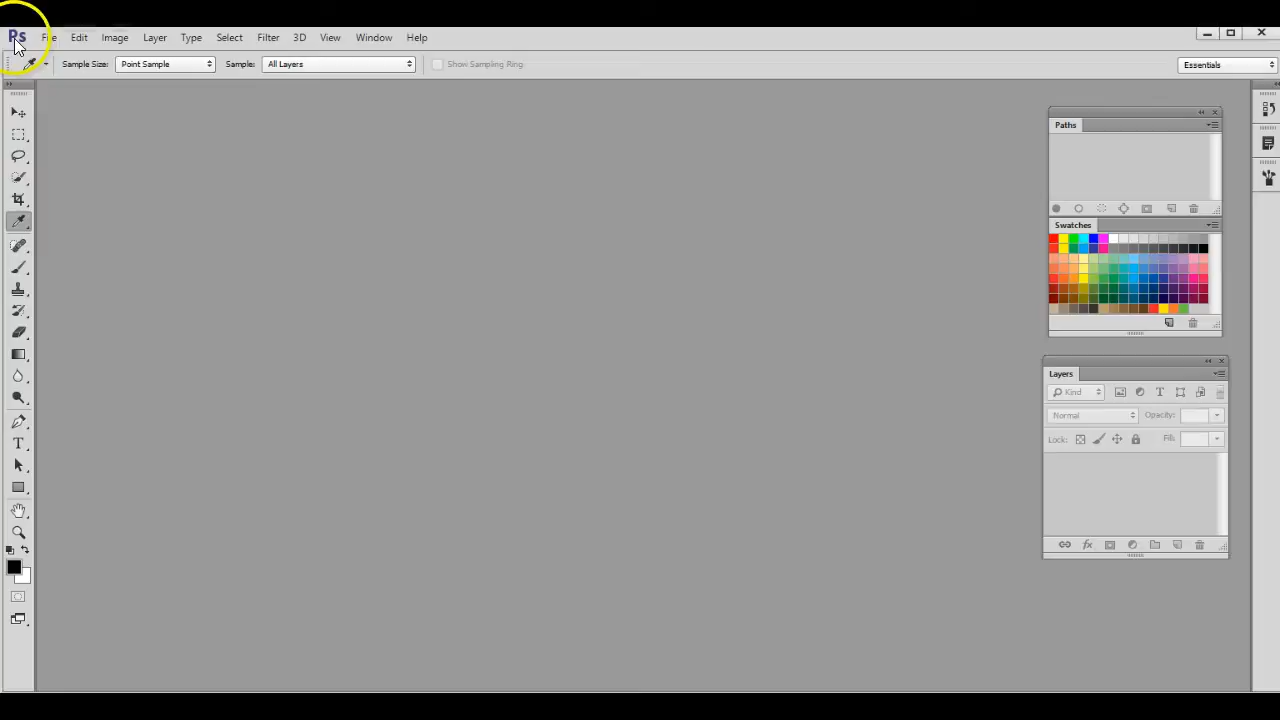 Ps File Edit Image Layer Type Select Filter 3D View Window Help
Sample Size: Point Sample Sample: All Layers Show Sampling Ring Essentials
Paths
Swatches
Layers
Kind
Normal Opacity:
Lock: Fill: